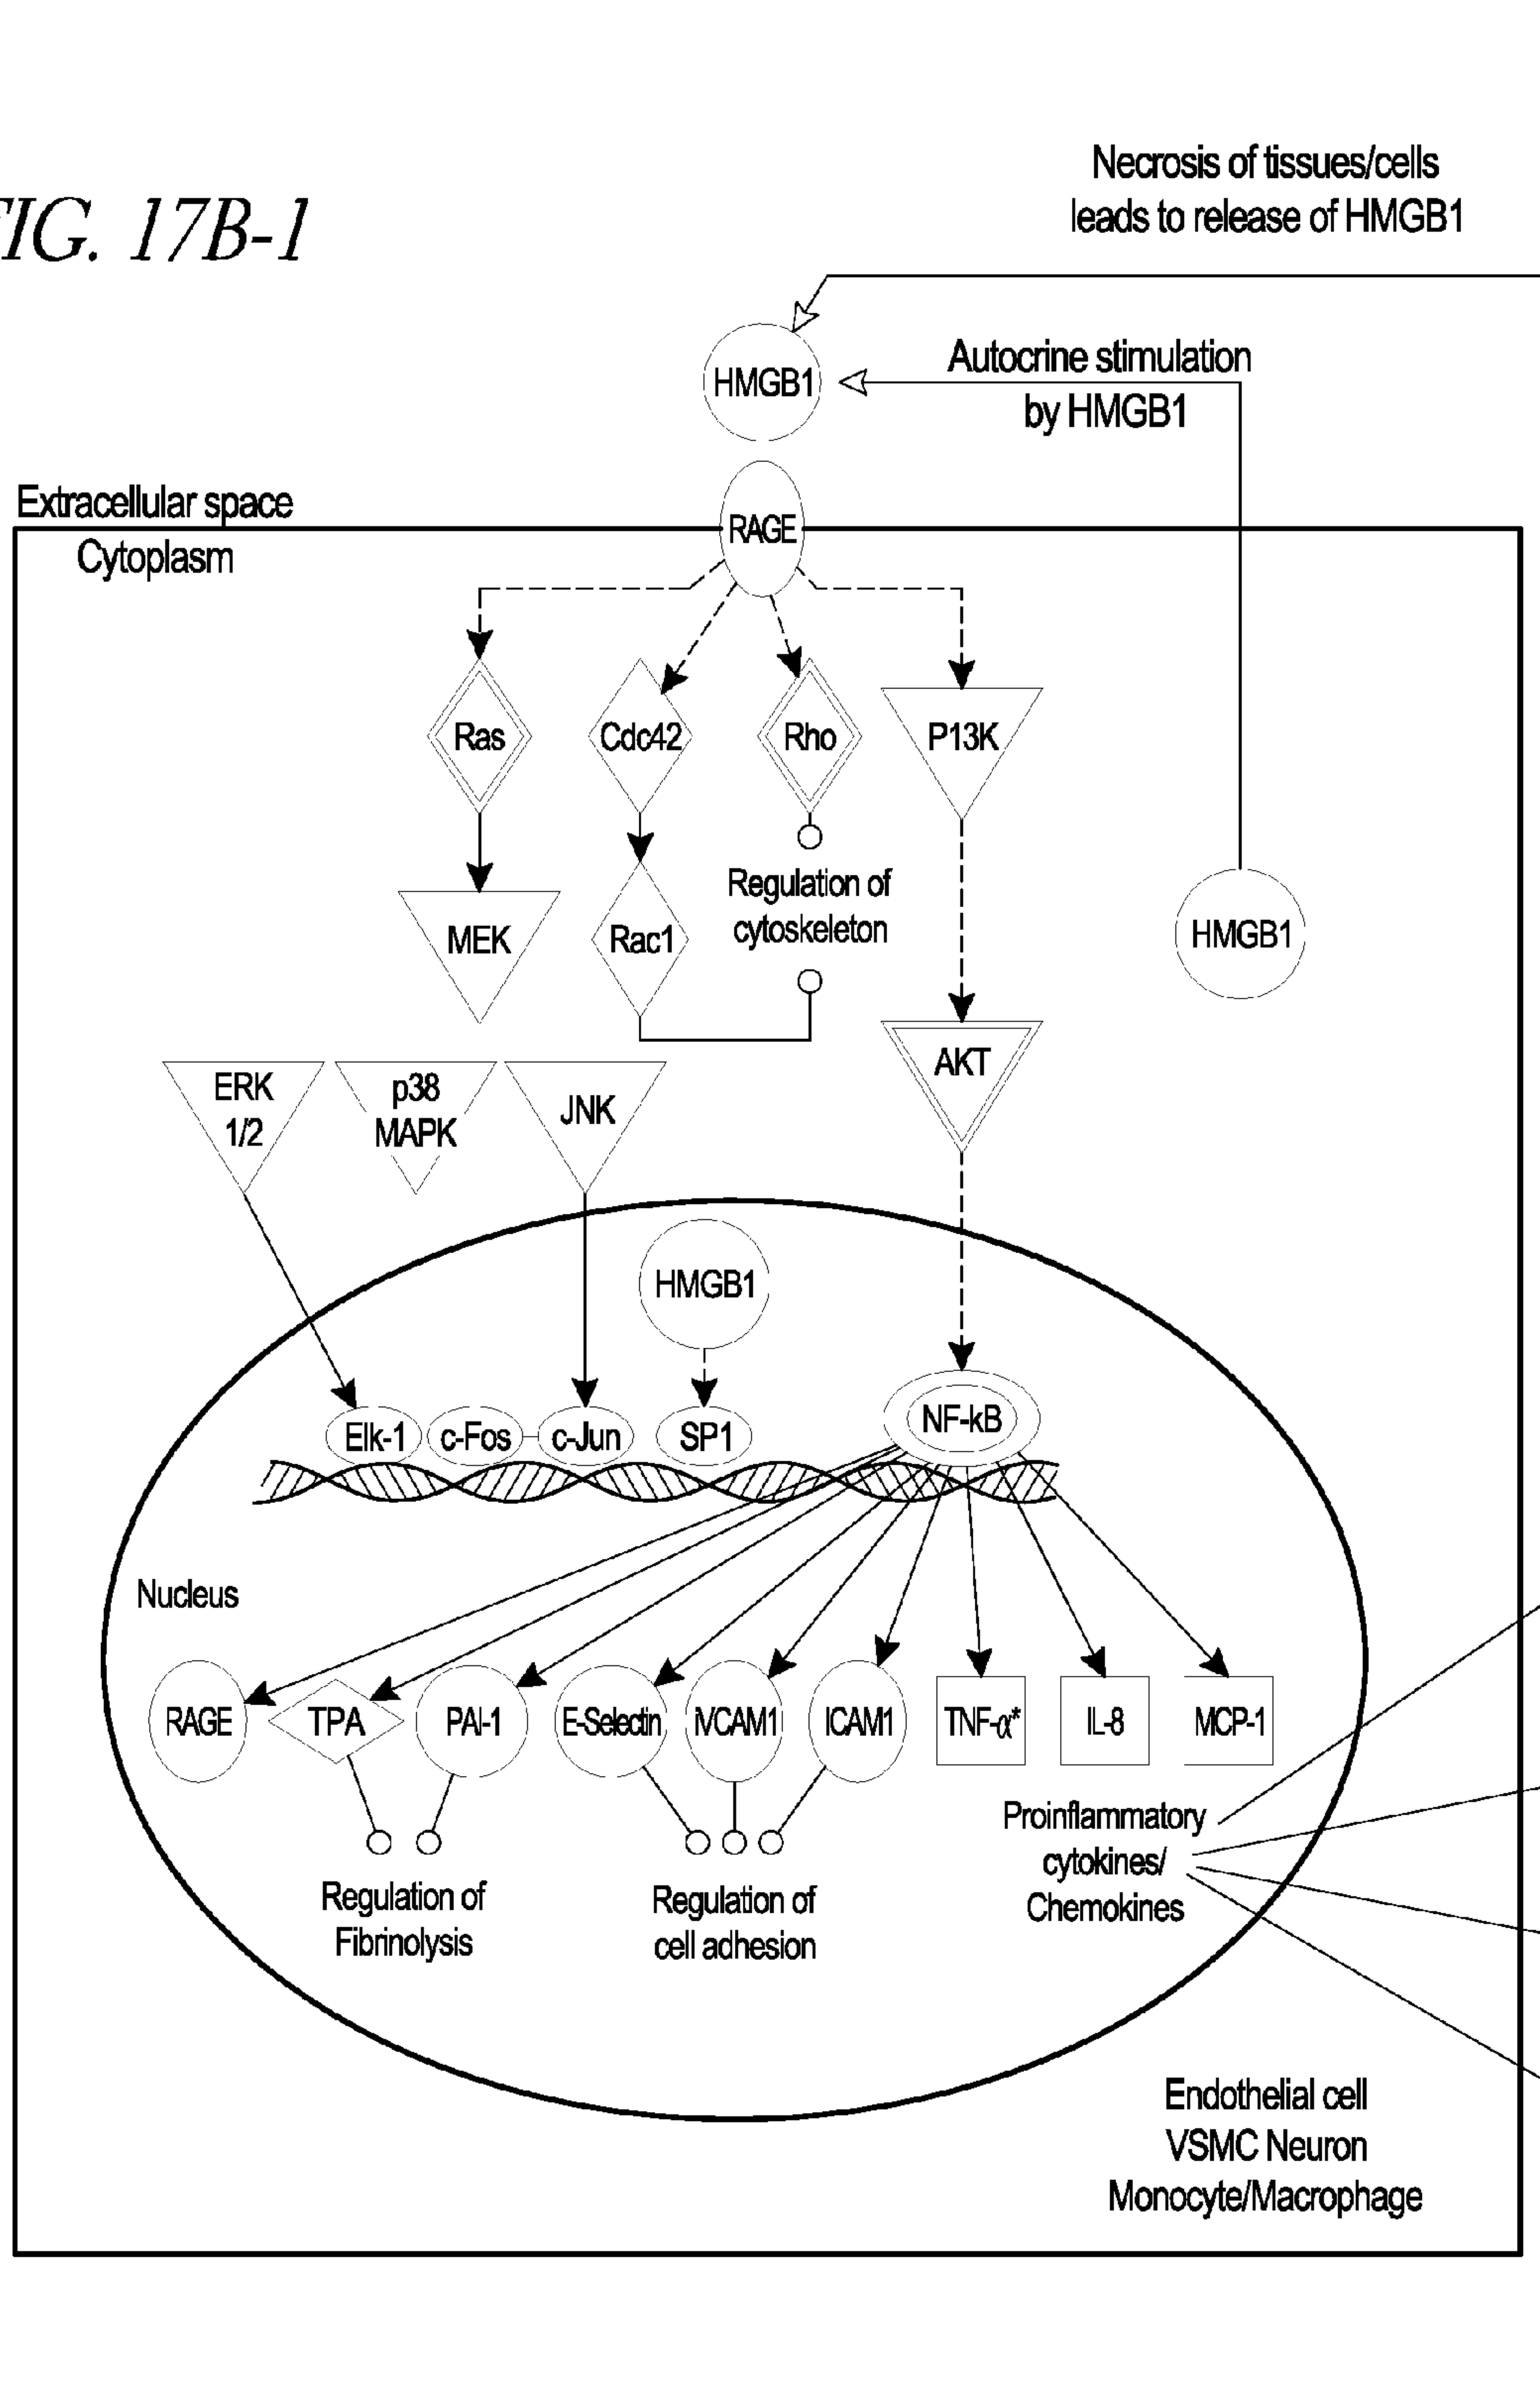 FIG. 17B-1
Necrosis of tissues/cells
leads to release of HMGB1
HMGB1
Autocrine stimulation
by HMGB1
Extracellular space
RAGE
Cytoplasm
Ras
Cdc42
Rho
P13K
Regulation of
cytoskeleton
MEK
Rac1
HMGB1
AKT
ERK
1/2
p38
MAPK
JNK
HMGB1
Elk-1
c-Fos
c-Jun
SP1
NF-kB
Nucleus
RAGE
TPA
PAI-1
E-Selectin
VCAM1
ICAM1
TNF-α*
IL-8
MCP-1
Proinflammatory
cytokines/
Chemokines
Regulation of
Fibrinolysis
Regulation of
cell adhesion
Endothelial cell
VSMC Neuron
Monocyte/Macrophage